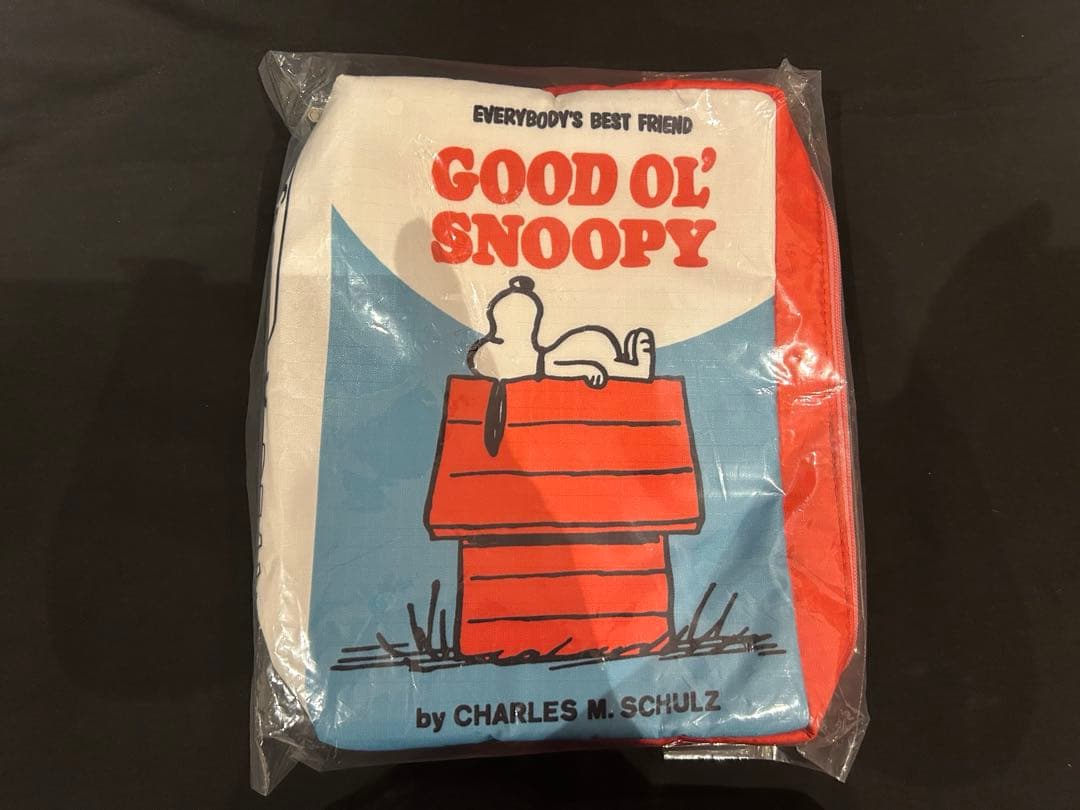 EVERYBODY'S BEST FRIEND
GOOD OL'
SNOOPY
by CHARLES M. SCHULZ